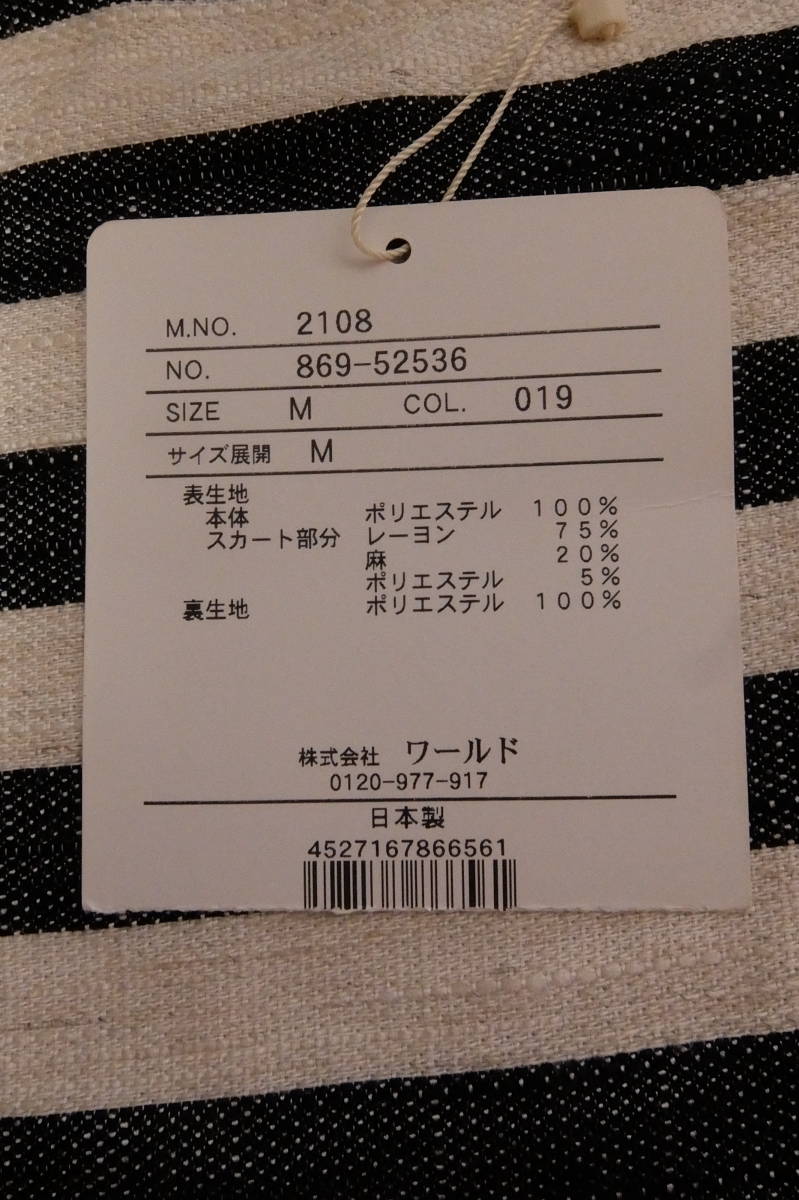 M.NO. 2108
NO. 869-52536
SIZE M COL. 019
サイズ展開 M
表生地
本体 ポリエステル 100%
スカート部分 レーヨン 75%
麻 20%
ポリエステル 5%
裏生地 ポリエステル 100%
株式会社 ワールド
0120-977-917
日本製
4527167866561